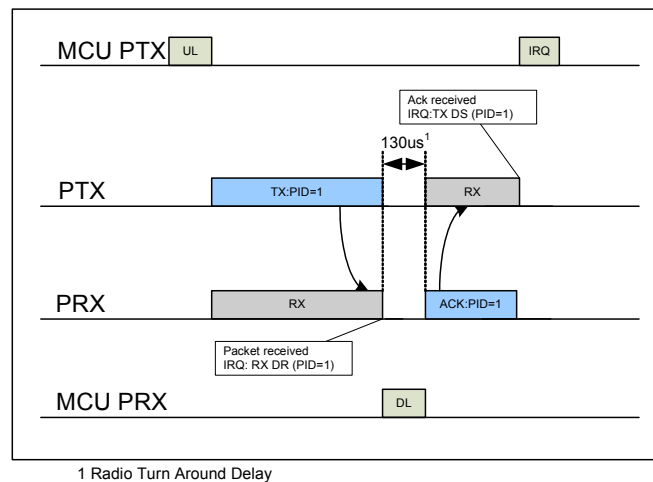 MCU PTX
UL
IRQ
Ack received
IRQ:TX DS (PID=1)
130us1
PTX
TX:PID=1
RX
PRX
RX
ACK:PID=1
Packet received
IRQ: RX DR (PID=1)
MCU PRX
DL
1 Radio Turn Around Delay